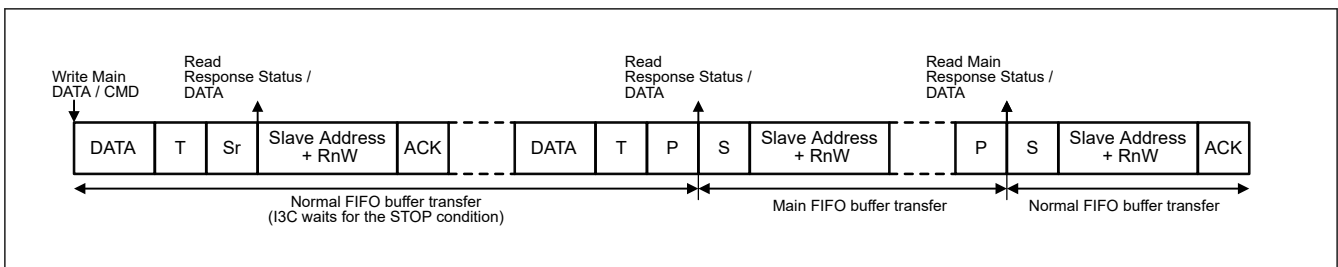 Write Main
DATA / CMD
Read
Response Status /
DATA
Read
Response Status /
DATA
Read Main
Response Status /
DATA
DATA T Sr Slave Address
+ RnW ACK DATA T P S Slave Address
+ RnW P S Slave Address
+ RnW ACK
Normal FIFO buffer transfer
(I3C waits for the STOP condition)
Main FIFO buffer transfer
Normal FIFO buffer transfer